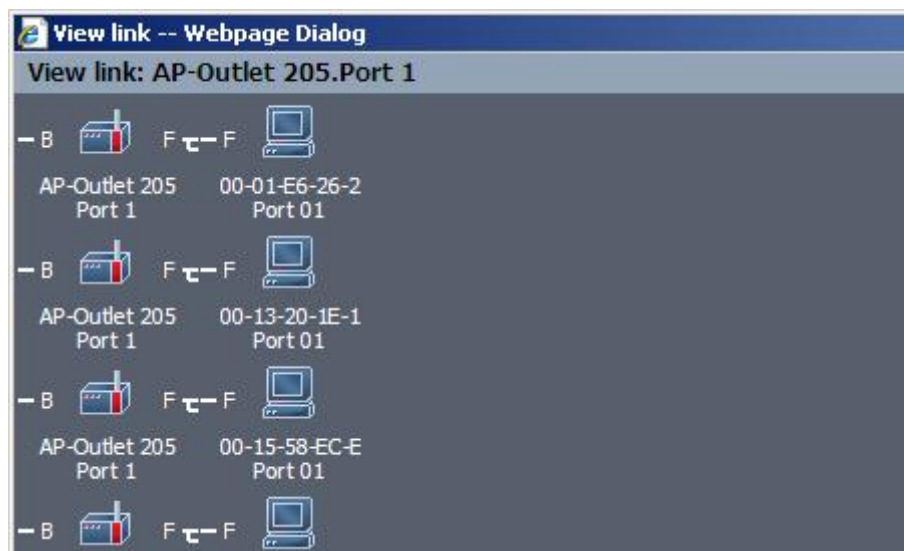 View link -- Webpage Dialog
View link: AP-Outlet 205.Port 1
B F F
AP-Outlet 205 00-01-E6-26-2
Port 1 Port 01
B F F
AP-Outlet 205 00-13-20-1E-1
Port 1 Port 01
B F F
AP-Outlet 205 00-15-58-EC-E
Port 1 Port 01
B F F